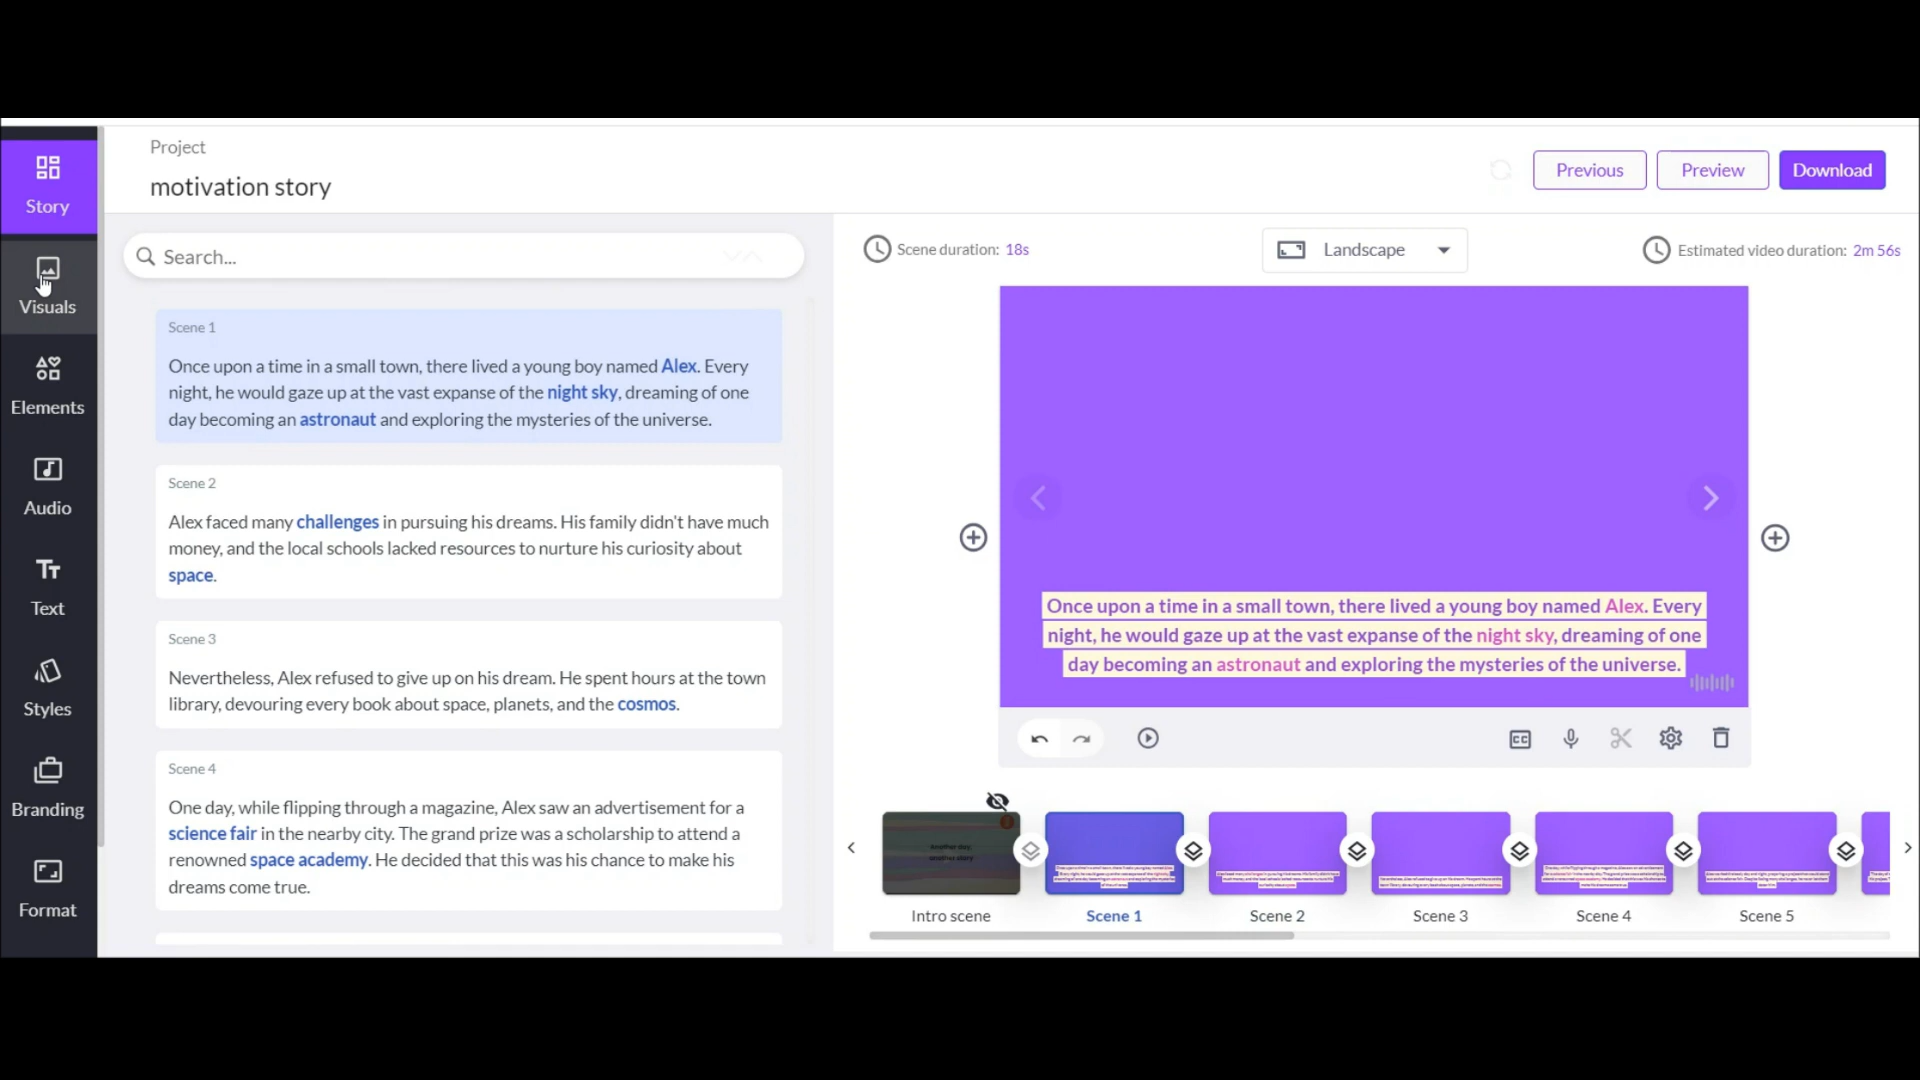 Project
motivation story
Previous
Preview
Download
Story
Visuals
Elements
Audio
Text
Styles
Branding
Format
Search...
Scene 1
Once upon a time in a small town, there lived a young boy named Alex. Every
night, he would gaze up at the vast expanse of the night sky, dreaming of one
day becoming an astronaut and exploring the mysteries of the universe.
Scene 2
Alex faced many challenges in pursuing his dreams. His family didn't have much
money, and the local schools lacked resources to nurture his curiosity about
space.
Scene 3
Nevertheless, Alex refused to give up on his dream. He spent hours at the town
library, devouring every book about space, planets, and the cosmos.
Scene 4
One day, while flipping through a magazine, Alex saw an advertisement for a
science fair in the nearby city. The grand prize was a scholarship to attend a
renowned space academy. He decided that this was his chance to make his
dreams come true.
Scene duration: 18s
Landscape
Estimated video duration: 2m 56s
Once upon a time in a small town, there lived a young boy named Alex. Every
night, he would gaze up at the vast expanse of the night sky, dreaming of one
day becoming an astronaut and exploring the mysteries of the universe.
CC
Another day,
another story
Intro scene
Scene 1
Scene 2
Scene 3
Scene 4
Scene 5